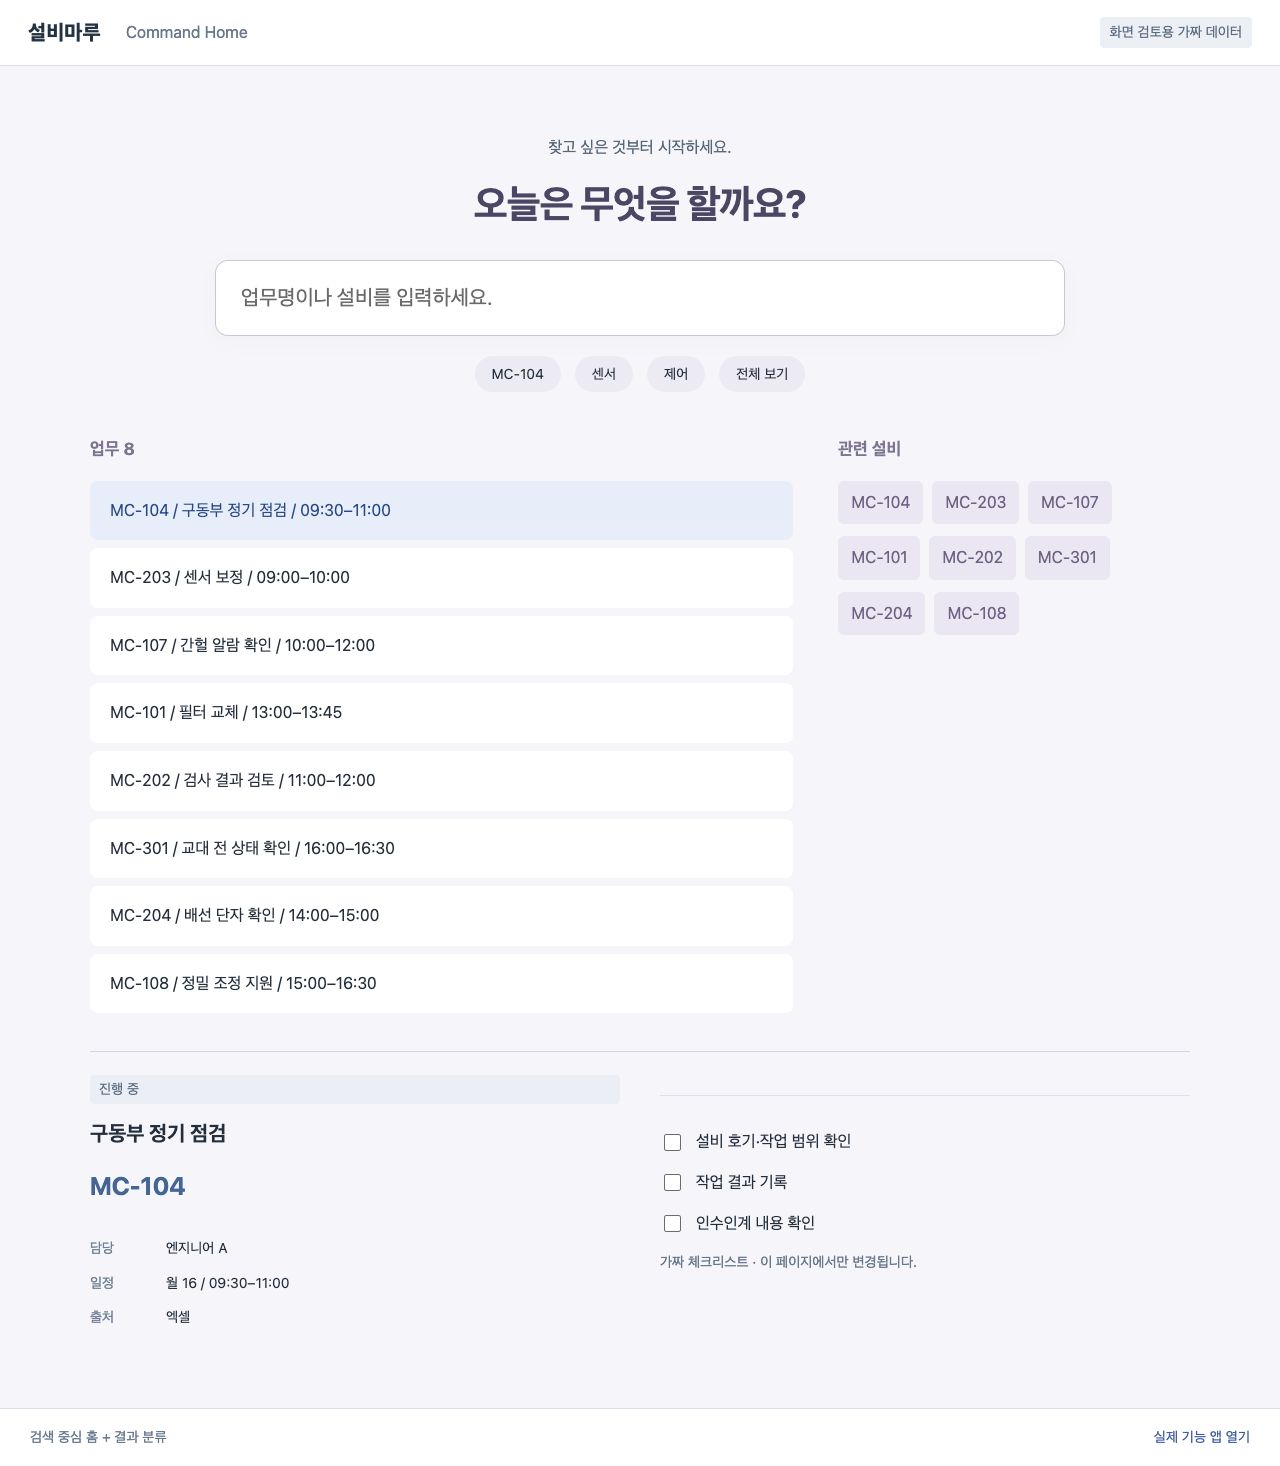 설비마루 Command Home 화면 검토용 가짜 데이터
찾고 싶은 것부터 시작하세요.
오늘은 무엇을 할까요?
업무명이나 설비를 입력하세요.
MC-104 센서 제어 전체 보기
업무 8
MC-104 / 구동부 정기 점검 / 09:30–11:00
MC-203 / 센서 보정 / 09:00–10:00
MC-107 / 간헐 알람 확인 / 10:00–12:00
MC-101 / 필터 교체 / 13:00–13:45
MC-202 / 검사 결과 검토 / 11:00–12:00
MC-301 / 교대 전 상태 확인 / 16:00–16:30
MC-204 / 배선 단자 확인 / 14:00–15:00
MC-108 / 정밀 조정 지원 / 15:00–16:30
관련 설비
MC-104 MC-203 MC-107
MC-101 MC-202 MC-301
MC-204 MC-108
진행 중
구동부 정기 점검
MC-104
담당 엔지니어 A
일정 월 16 / 09:30–11:00
출처 엑셀
설비 호기·작업 범위 확인
작업 결과 기록
인수인계 내용 확인
가짜 체크리스트 · 이 페이지에서만 변경됩니다.
검색 중심 홈 + 결과 분류 실제 기능 앱 열기